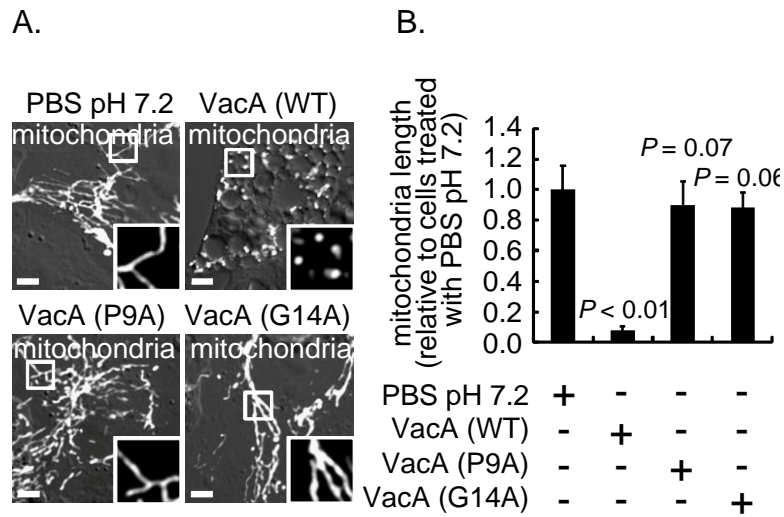 A.
PBS pH 7.2 VacA (WT)
mitochondria mitochondria
VacA (P9A) VacA (G14A)
mitochondria mitochondria
B.
mitochondria length
(relative to cells treated
with PBS pH 7.2)
1.4
1.2
1.0
0.8
0.6
0.4
0.2
0.0
P = 0.07
P = 0.06
P < 0.01
PBS pH 7.2 + - - -
VacA (WT) - + - -
VacA (P9A) - - + -
VacA (G14A) - - - +